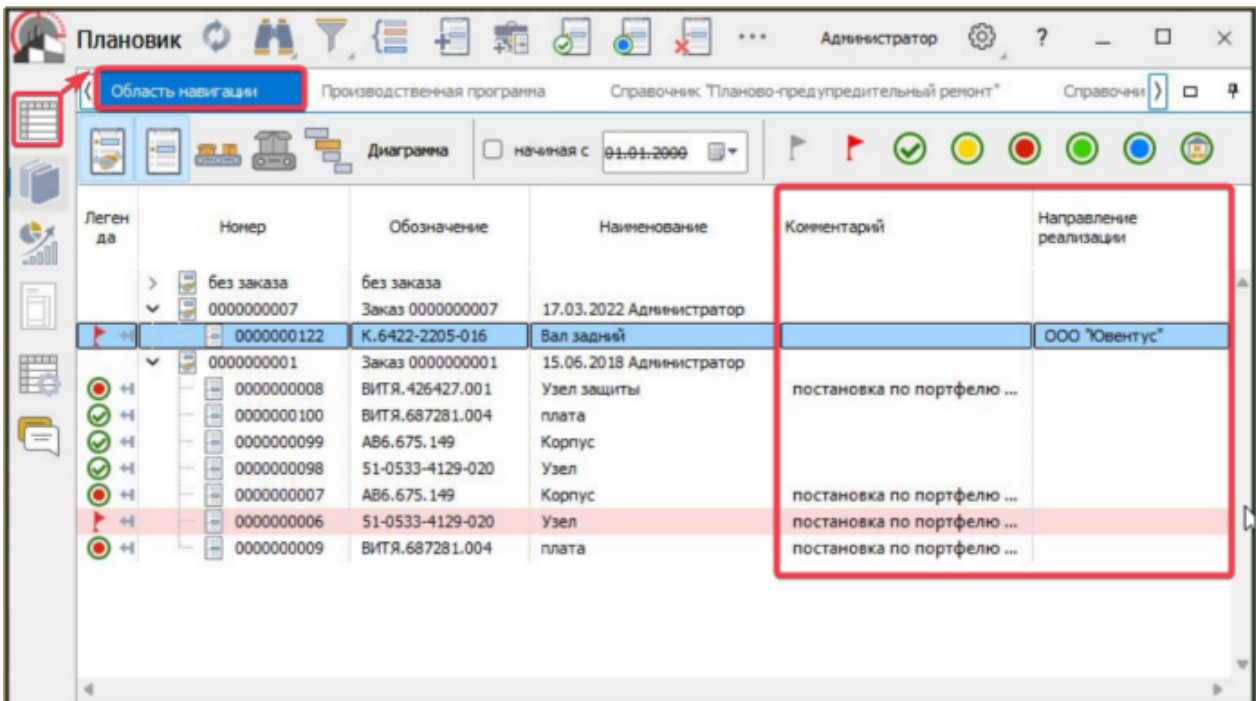 Плановик Администратор ?
Область навигации Производственная программа Справочник "Планово-предупредительный ремонт" Справочни
Диаграмма начиная с 01.01.2000
Леген
да Номер Обозначение Наименование Комментарий Направление
реализации
без заказа без заказа
0000000007 Заказ 0000000007 17.03.2022 Администратор
0000000122 К.6422-2205-016 Вал задний ООО "Ювентус"
0000000001 Заказ 0000000001 15.06.2018 Администратор
0000000008 ВИТЯ.426427.001 Узел защиты постановка по портфелю ...
0000000100 ВИТЯ.687281.004 плата
0000000099 АВ6.675.149 Корпус
0000000098 51-0533-4129-020 Узел
0000000007 АВ6.675.149 Корпус постановка по портфелю ...
0000000006 51-0533-4129-020 Узел постановка по портфелю ...
0000000009 ВИТЯ.687281.004 плата постановка по портфелю ...